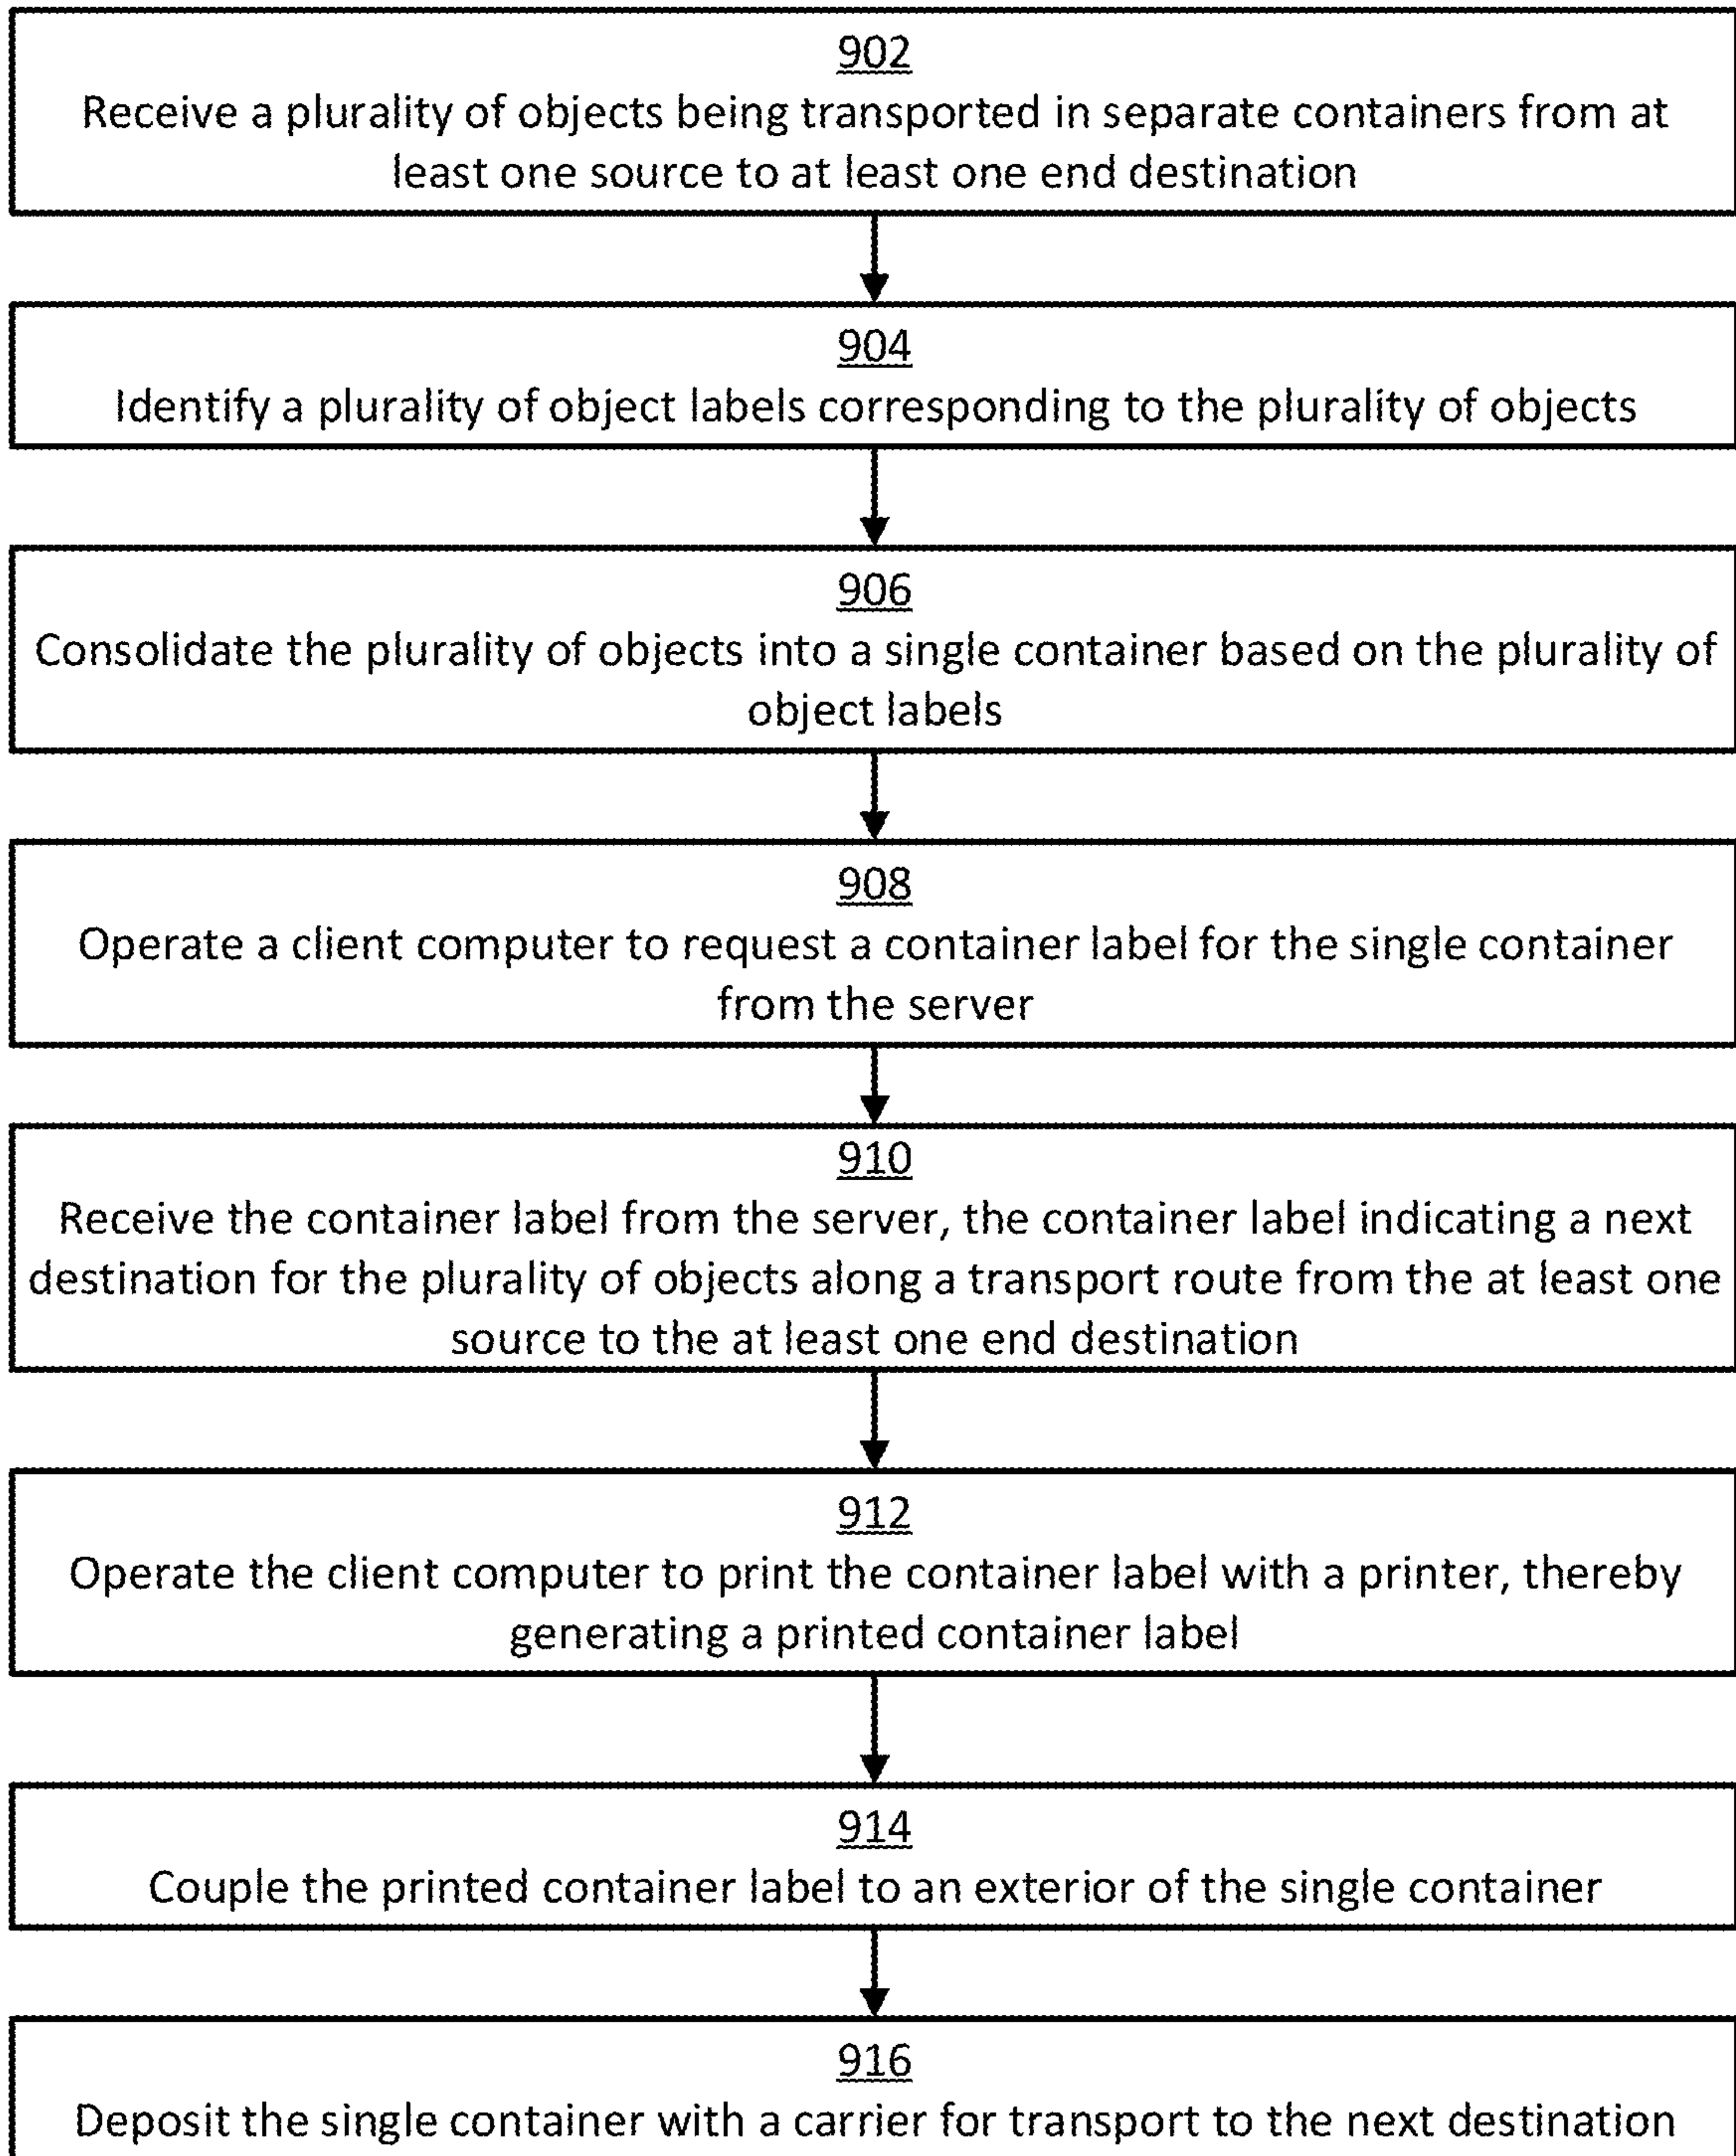 902
Receive a plurality of objects being transported in separate containers from at
least one source to at least one end destination
904
Identify a plurality of object labels corresponding to the plurality of objects
906
Consolidate the plurality of objects into a single container based on the plurality of
object labels
908
Operate a client computer to request a container label for the single container
from the server
910
Receive the container label from the server, the container label indicating a next
destination for the plurality of objects along a transport route from the at least one
source to the at least one end destination
912
Operate the client computer to print the container label with a printer, thereby
generating a printed container label
914
Couple the printed container label to an exterior of the single container
916
Deposit the single container with a carrier for transport to the next destination